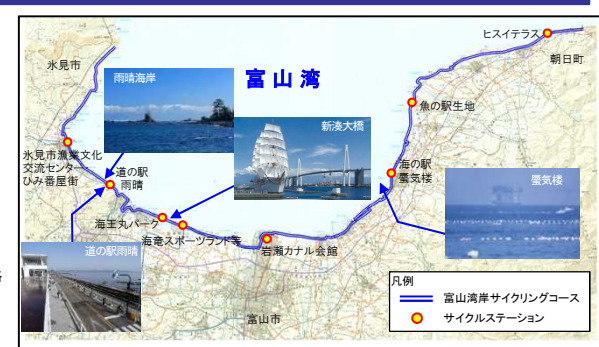 ヒスイテラス
朝日町
氷見市
雨晴海岸
富山湾
魚の駅生地
新湊大橋
氷見市漁業文化
交流センター
ひみ番屋街
道の駅
雨晴
海の駅
蜃気楼
蜃気楼
海王丸パーク
海竜スポーツランド等
岩瀬カナル会館
道の駅雨晴
富山市
凡例
富山湾岸サイクリングコース
サイクルステーション